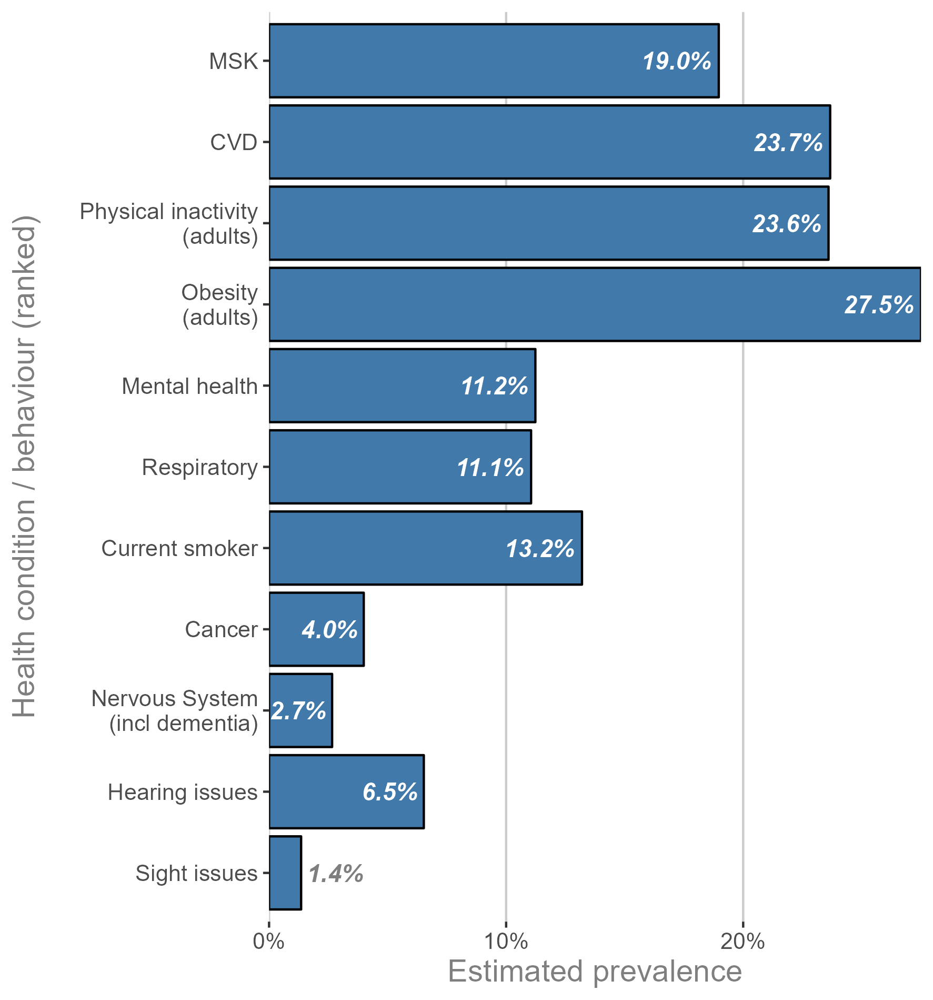 Health condition / behaviour (ranked)
MSK
19.0%
CVD
23.7%
Physical inactivity
(adults)
23.6%
Obesity
(adults)
27.5%
Mental health
11.2%
Respiratory
11.1%
Current smoker
13.2%
Cancer
4.0%
Nervous System
(incl dementia)
2.7%
Hearing issues
6.5%
Sight issues
1.4%
0%
10%
20%
Estimated prevalence